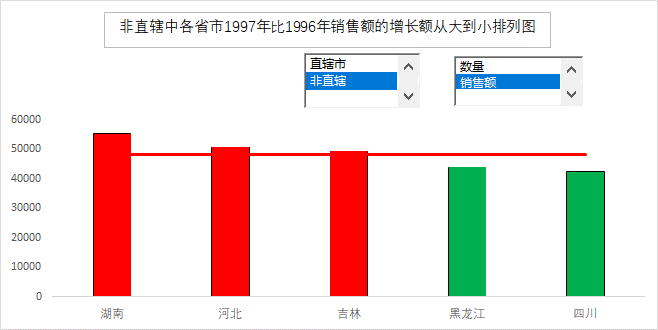 非直辖中各省市1997年比1996年销售额的增长额从大到小排列图
直辖市
非直辖
数量
销售额
60000
50000
40000
30000
20000
10000
0
湖南 河北 吉林 黑龙江 四川